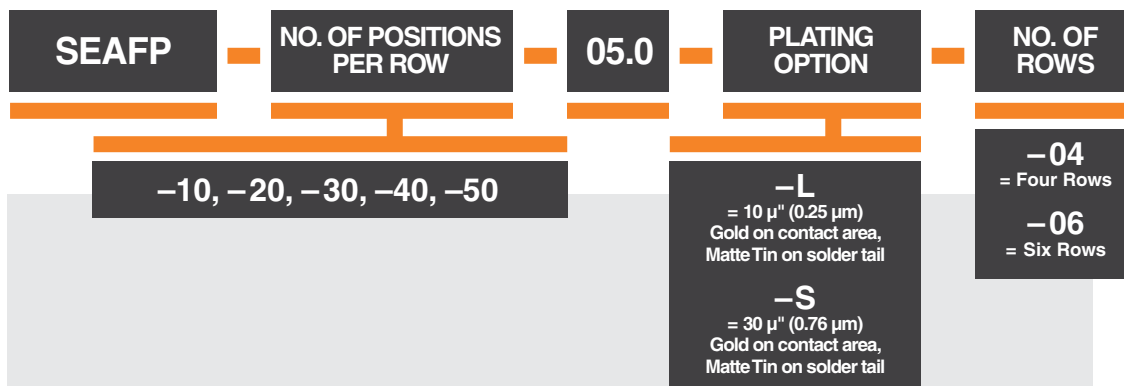 SEAFP
NO. OF POSITIONS
PER ROW
05.0
PLATING
OPTION
NO. OF
ROWS
–10, –20, –30, –40, –50
–L
= 10 µ" (0.25 µm)
Gold on contact area,
Matte Tin on solder tail
–S
= 30 µ" (0.76 µm)
Gold on contact area,
Matte Tin on solder tail
–04
= Four Rows
–06
= Six Rows